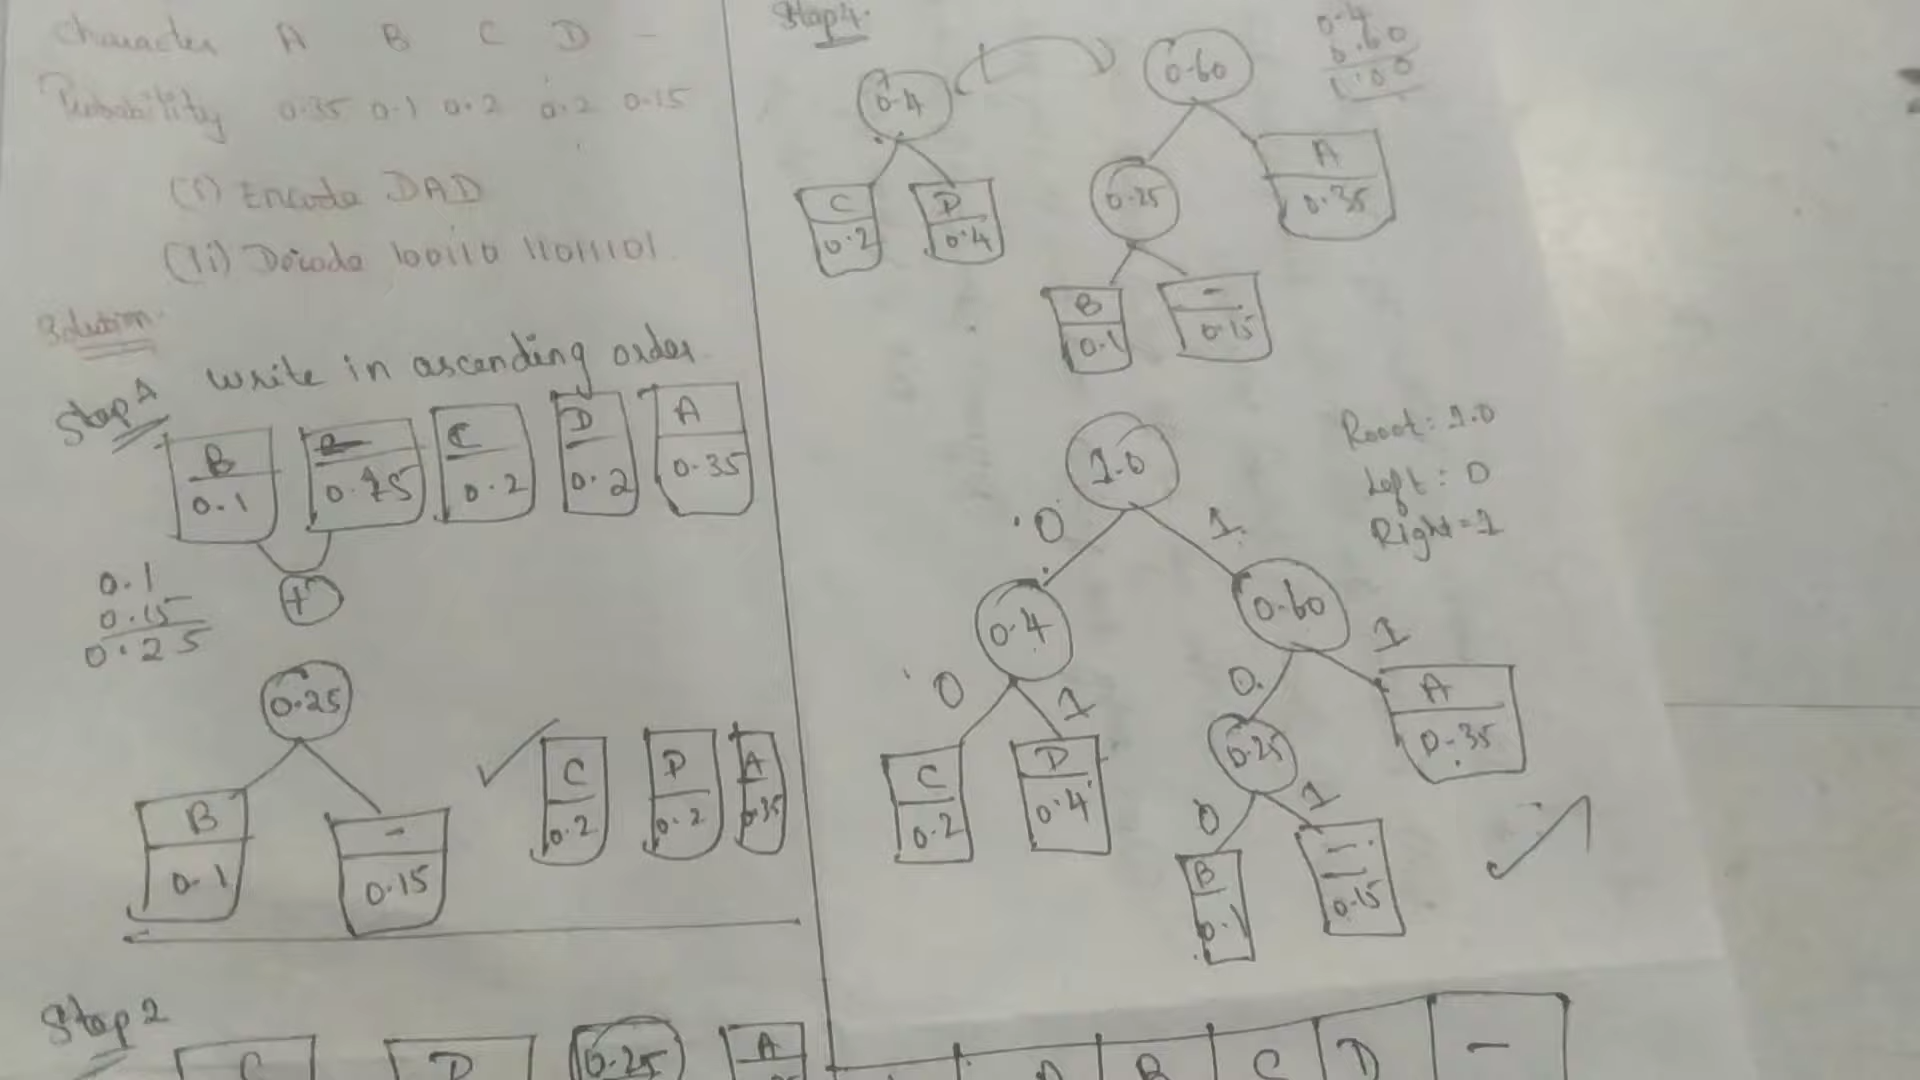 Character A B C D -
Probability 0.35 0.1 0.2 0.2 0.15
(i) Encode DAD
(ii) Decode 100110 11011101
Solution.
Step 1 write in ascending order
B C D A
0.1 0.15 0.2 0.2 0.35
+
0.1
0.15
0.25
0.25
B - C D A
0.1 0.15 0.2 0.2 0.35
Step 2
C D 0.25 A
Step 4.
0.4 0.60
0.4
0.60
1.00
C D 0.25 A
0.2 0.4 0.35
B -
0.1 0.15
Rooot: 1.0
Left: 0
Right = 1
1.0
0 1
0.4 0.60
0 1 0 1
C D 0.25 A
0.2 0.4 0.35
0 1
B -
0.1 0.15
A B C D -